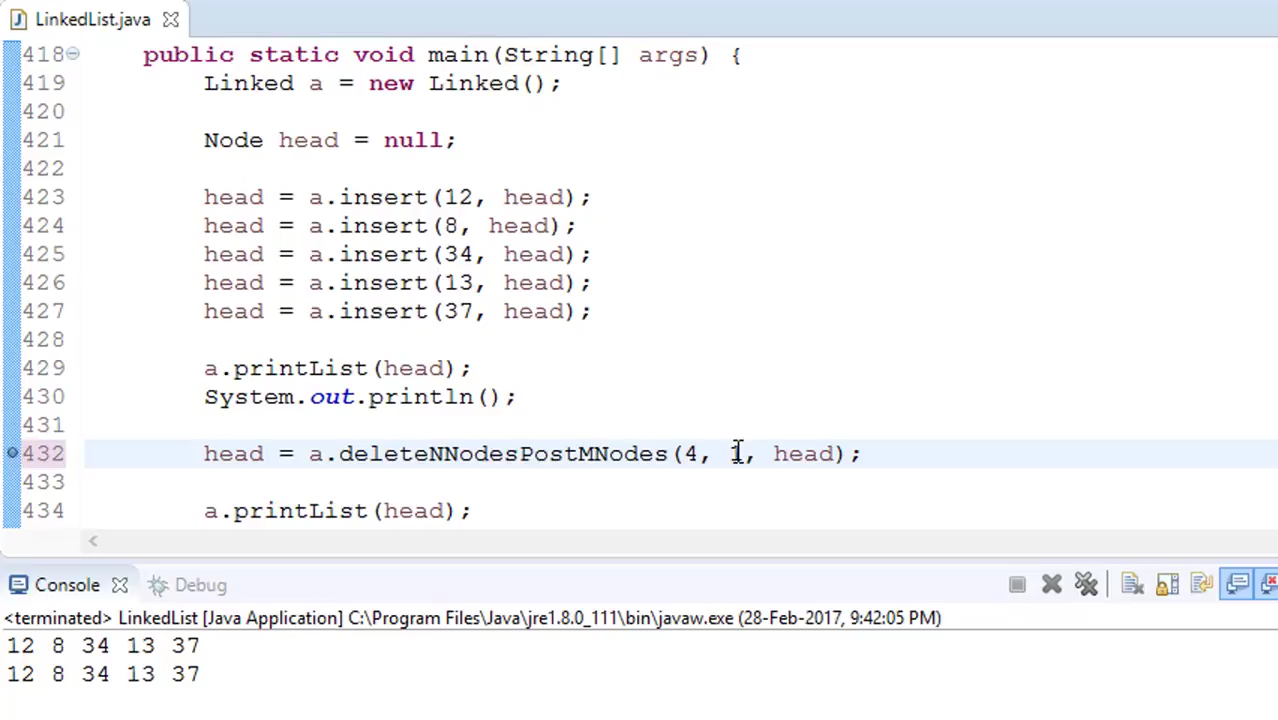 LinkedList.java
418 public static void main(String[] args) {
419 Linked a = new Linked();
420
421 Node head = null;
422
423 head = a.insert(12, head);
424 head = a.insert(8, head);
425 head = a.insert(34, head);
426 head = a.insert(13, head);
427 head = a.insert(37, head);
428
429 a.printList(head);
430 System.out.println();
431
432 head = a.deleteNNodesPostMNodes(4, 1, head);
433
434 a.printList(head);
Console Debug
<terminated> LinkedList [Java Application] C:\Program Files\Java\jre1.8.0_111\bin\javaw.exe (28-Feb-2017, 9:42:05 PM)
12 8 34 13 37
12 8 34 13 37